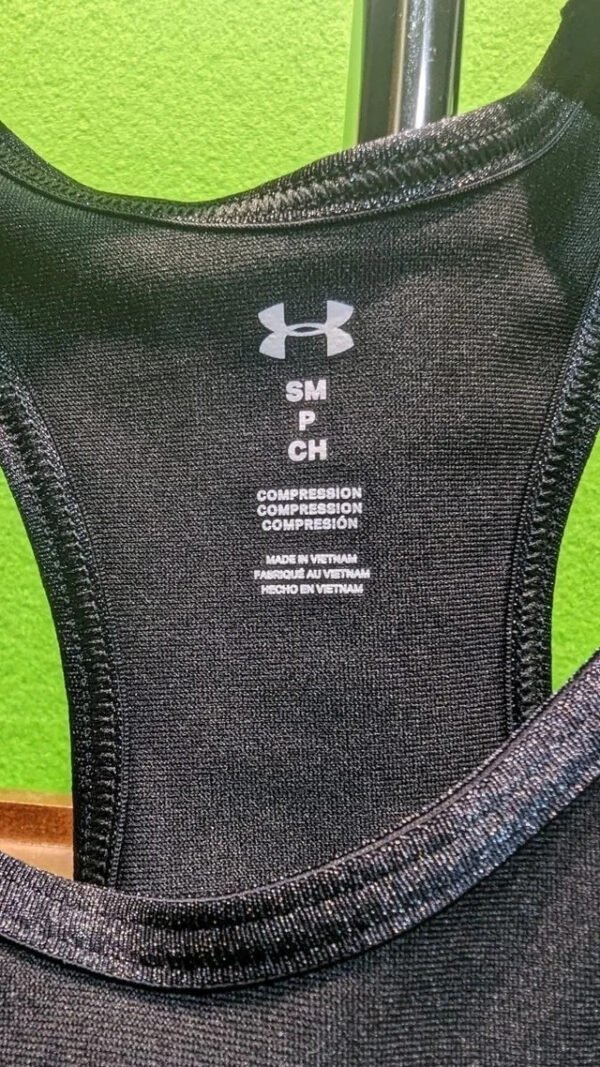 SM
P
CH
COMPRESSION
COMPRESSION
COMPRESIÓN
MADE IN VIETNAM
FABRIQUÉ AU VIETNAM
HECHO EN VIETNAM